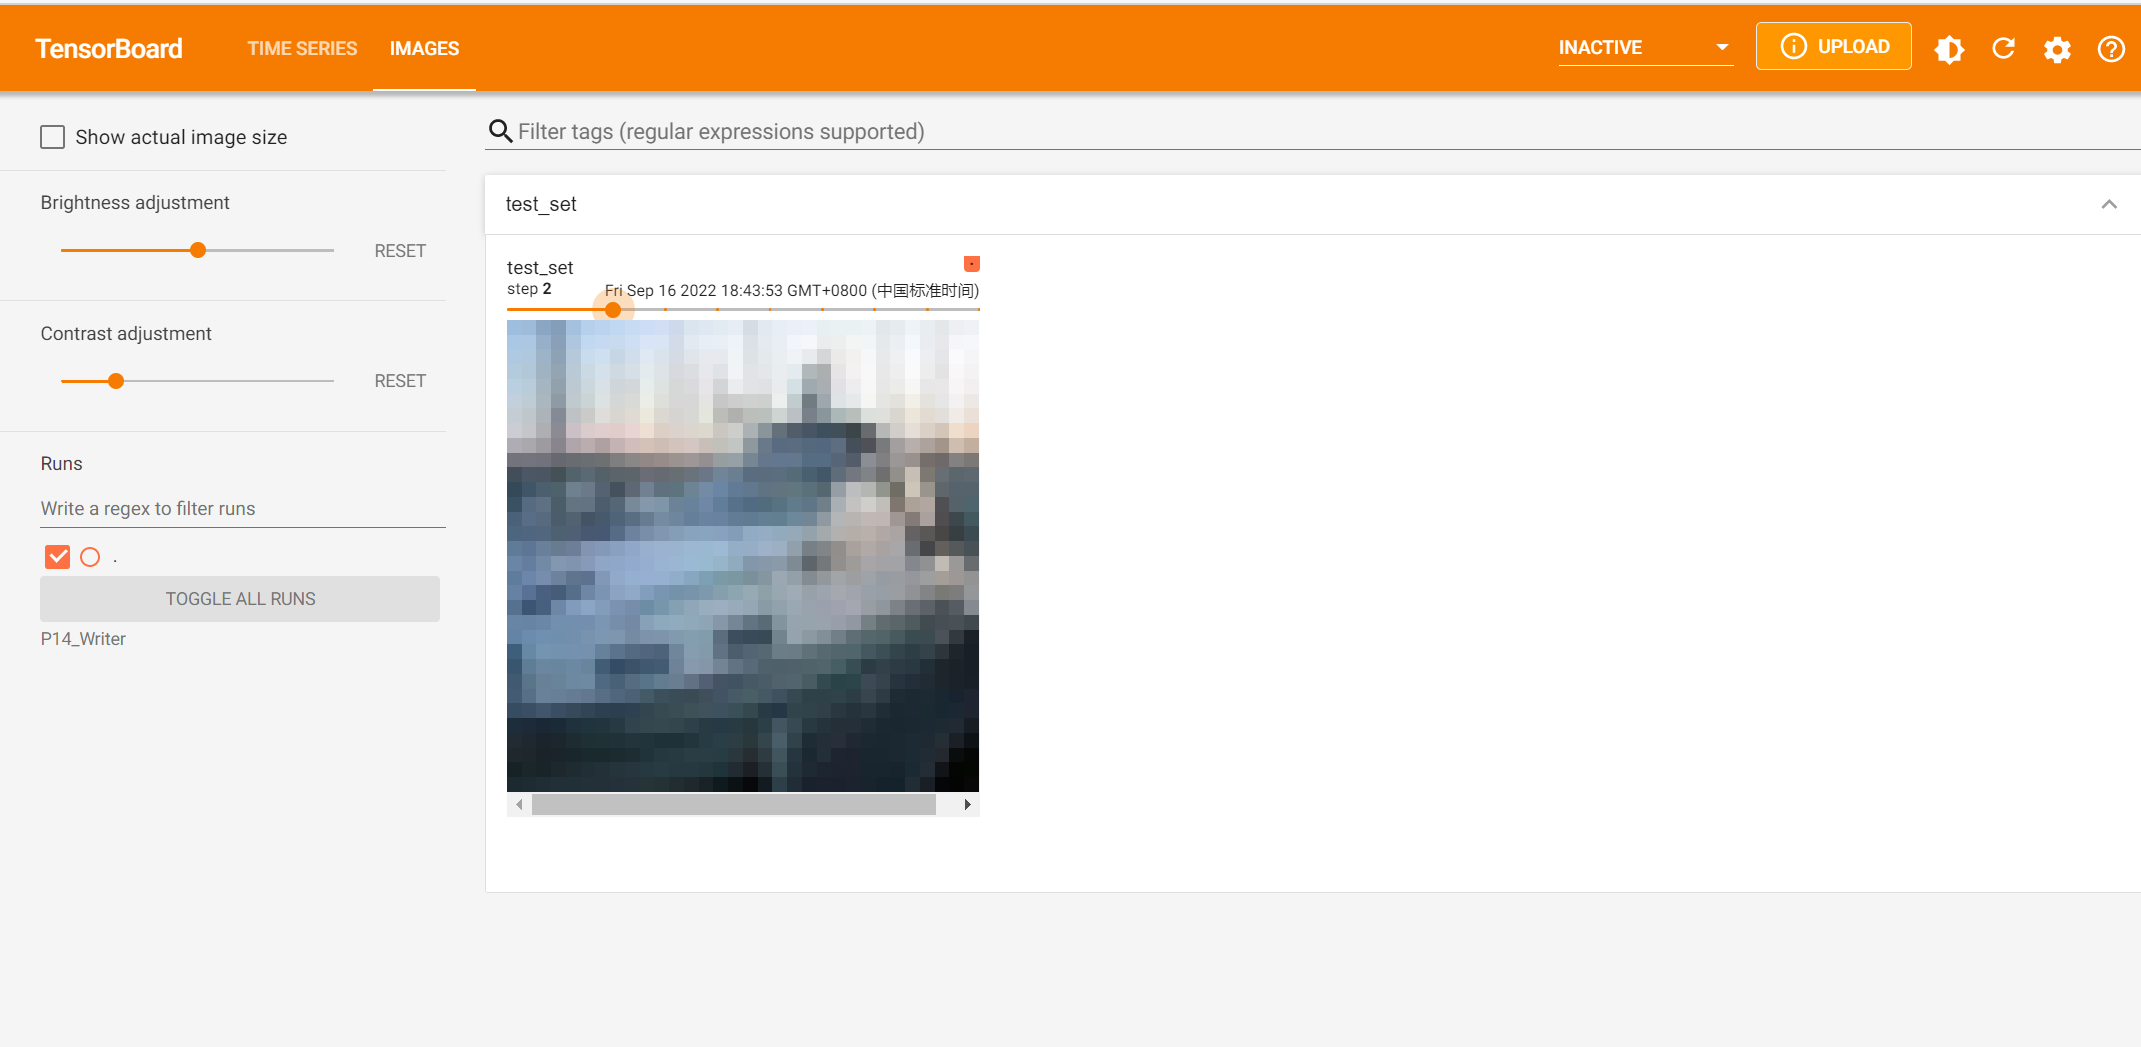 TensorBoard TIME SERIES IMAGES INACTIVE UPLOAD
Show actual image size
Filter tags (regular expressions supported)
Brightness adjustment
RESET
Contrast adjustment
RESET
Runs
Write a regex to filter runs
.
TOGGLE ALL RUNS
P14_Writer
test_set
test_set
step 2 Fri Sep 16 2022 18:43:53 GMT+0800 (中国标准时间)